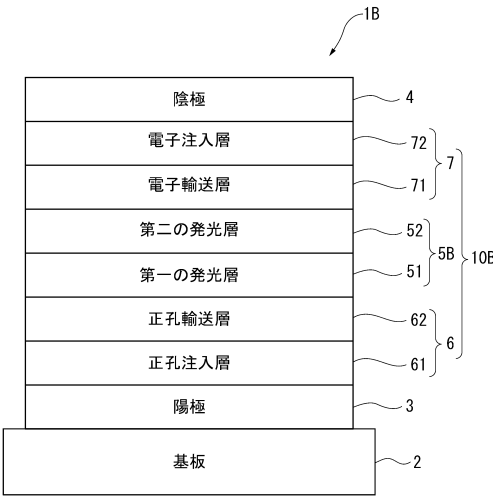 1B
陰極 4
電子注入層 72
7
電子輸送層 71
第二の発光層 52
5B 10B
第一の発光層 51
正孔輸送層 62
6
正孔注入層 61
陽極 3
基板 2